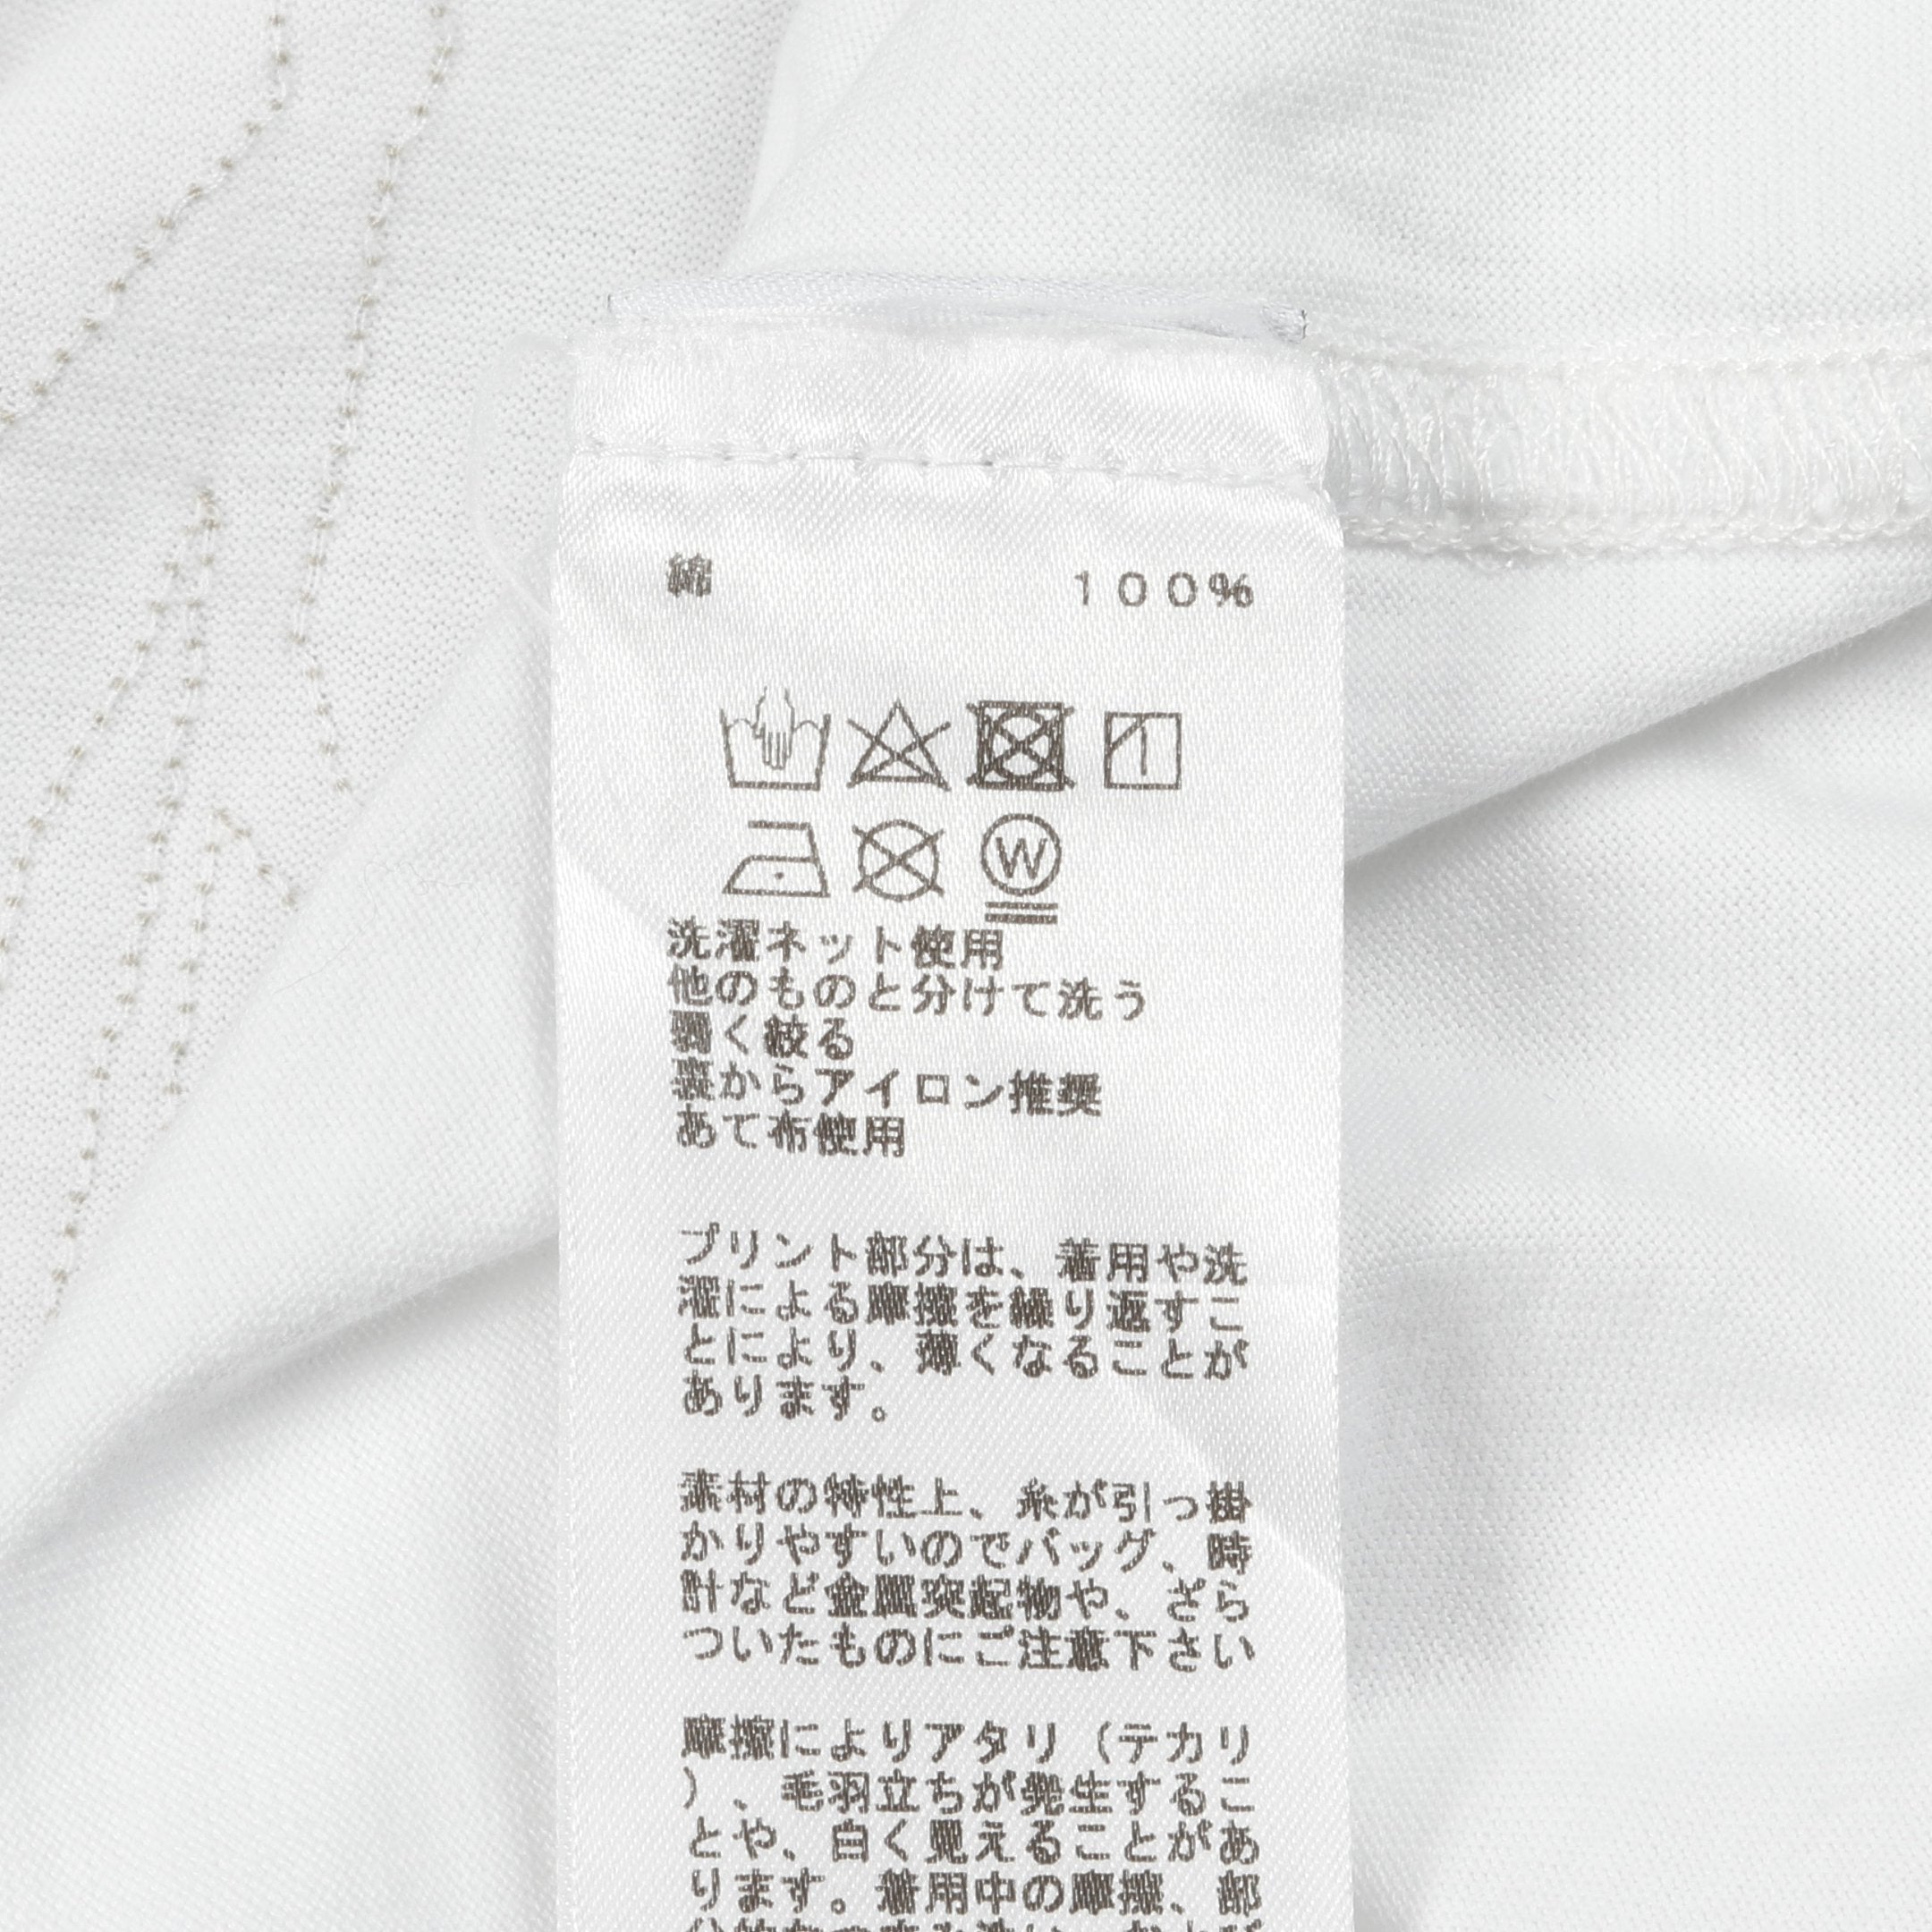 綿 100%
W
洗濯ネット使用
他のものと分けて洗う
弱く絞る
裏からアイロン推奨
あて布使用
プリント部分は、着用や洗
濯による摩擦を繰り返すこ
とにより、薄くなることが
あります。
素材の特性上、糸が引っ掛
かりやすいのでバッグ、時
計など金属突起物や、ざら
ついたものにご注意下さい
摩擦によりアタリ(テカリ
)、毛羽立ちが発生するこ
とや、白く見えることがあ
ります。着用中の摩擦、部